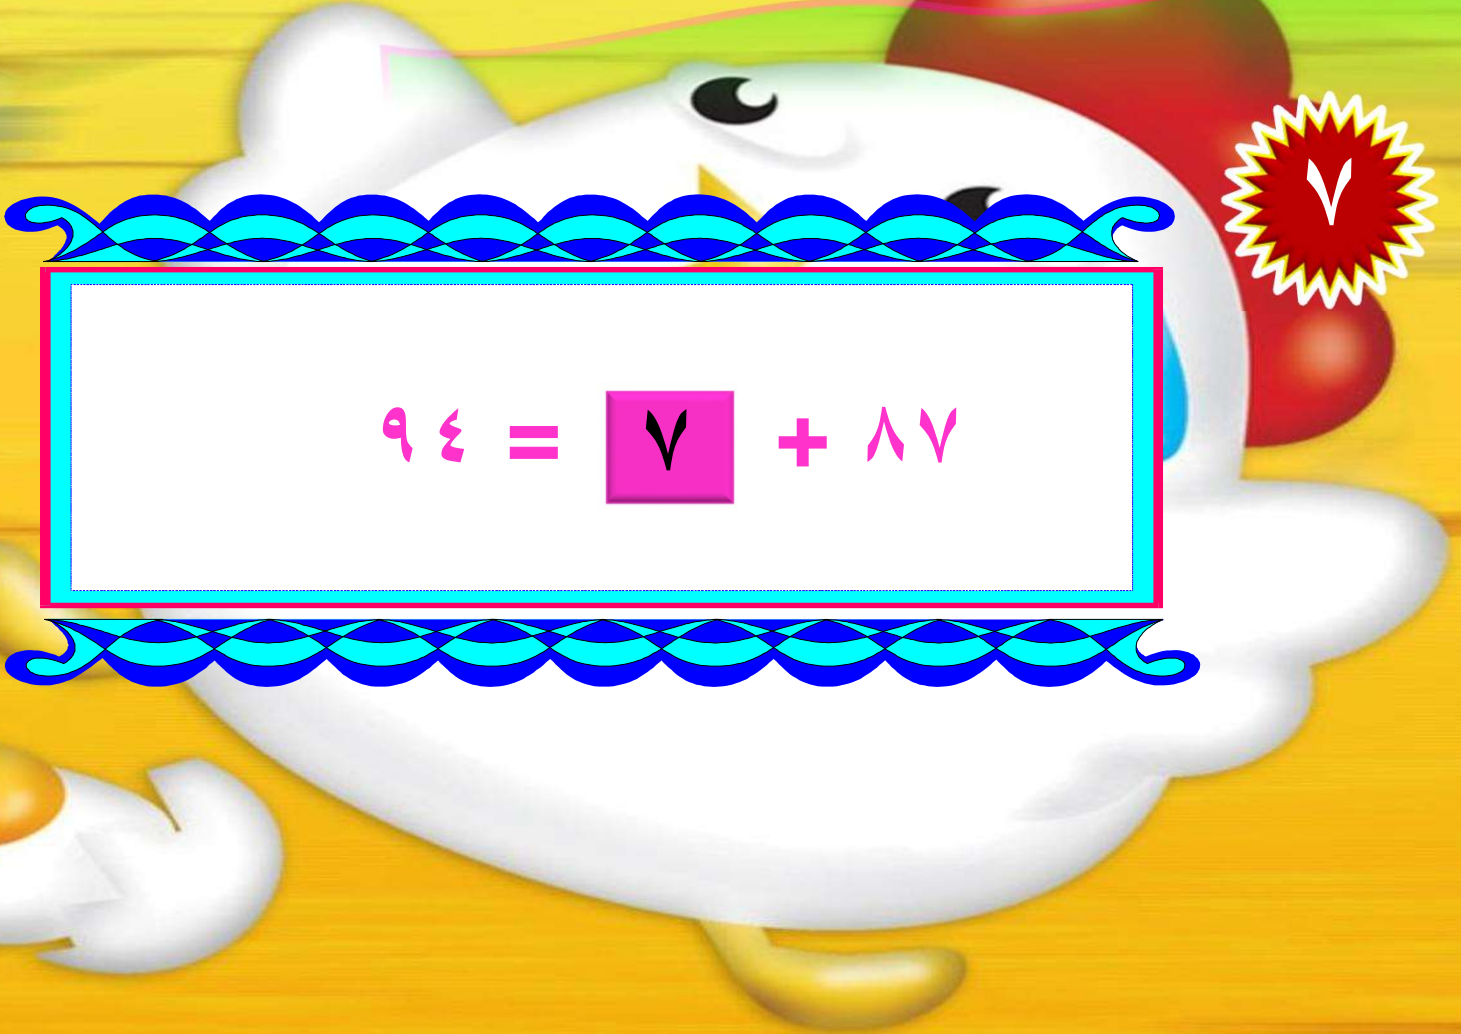 ٧
٨٧ + ٧ = ٩٤